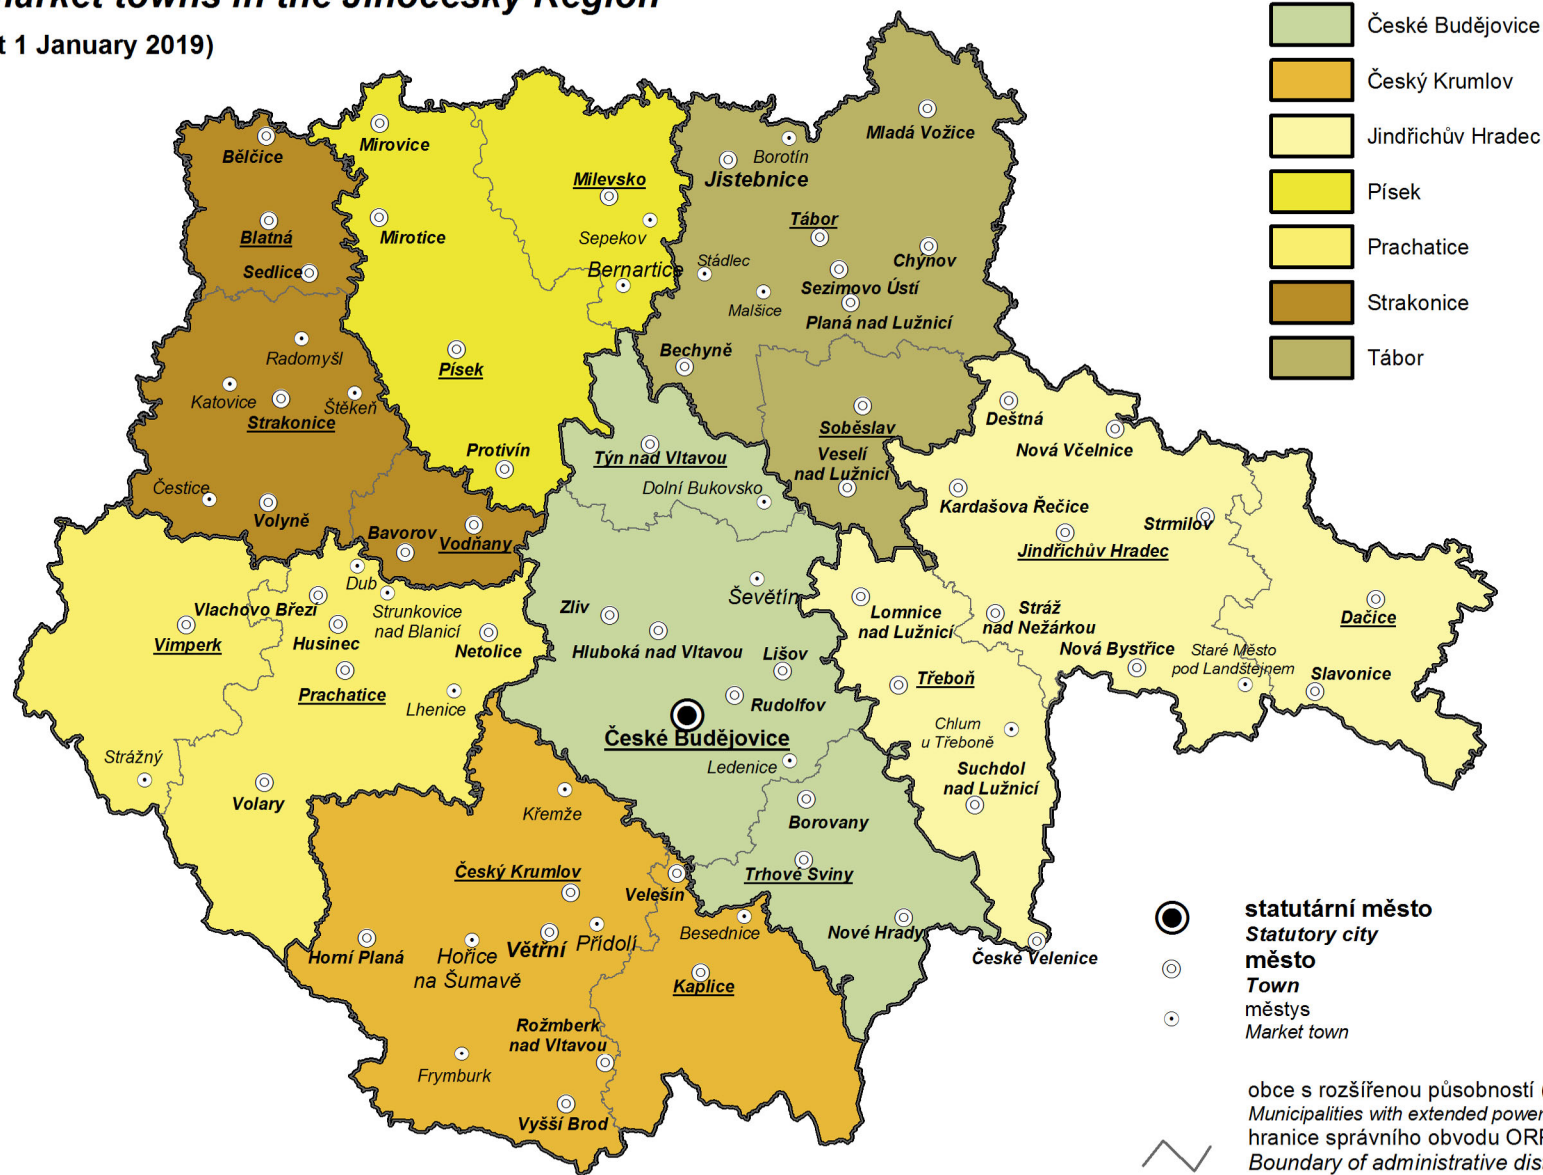 market towns in the Jihočeský Region
t 1 January 2019)
České Budějovice
Český Krumlov
Jindřichův Hradec
Písek
Prachatice
Strakonice
Tábor
Mladá Vožice
Mirovice
Bělčice
Borotín
Jistebnice
Milevsko
Tábor
Blatná
Mirotice
Sepekov
Chýnov
Sedlice
Bernartice
Stádlec
Sezimovo Ústí
Malšice
Planá nad Lužnicí
Radomyšl
Bechyně
Písek
Katovice
Štěkeň
Strakonice
Deštná
Soběslav
Nová Včelnice
Protivín
Týn nad Vltavou
Veselí
nad Lužnicí
Čestice
Dolní Bukovsko
Kardašova Řečice
Volyně
Strmilov
Bavorov
Vodňany
Jindřichův Hradec
Dub
Ševětín
Vlachovo Březí
Strunkovice
nad Blanicí
Zliv
Lomnice
nad Lužnicí
Stráž
nad Nežárkou
Dačice
Vimperk
Husinec
Netolice
Hluboká nad Vltavou
Lišov
Nová Bystřice
Staré Město
pod Landštejnem
Slavonice
Prachatice
Třeboň
Lhenice
Rudolfov
České Budějovice
Chlum
u Třeboně
Strážný
Ledenice
Suchdol
nad Lužnicí
Volary
Křemže
Borovany
Český Krumlov
Trhové Sviny
Velešín
Besednice
Nové Hrady
Přídolí
Větřní
Horní Planá
Hořice
na Šumavě
České Velenice
Kaplice
Rožmberk
nad Vltavou
Frymburk
Vyšší Brod
statutární město
Statutory city
město
Town
městys
Market town
obce s rozšířenou působností (
Municipalities with extended power
hranice správního obvodu ORP
Boundary of administrative dis